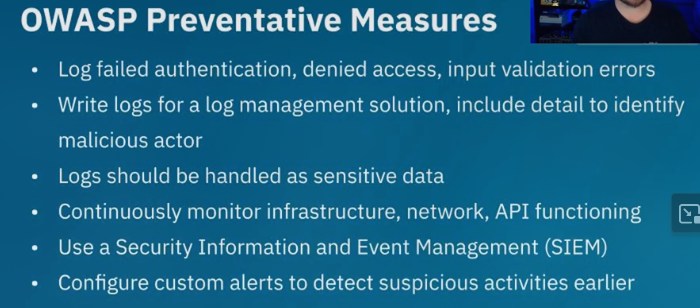 OWASP Preventative Measures
• Log failed authentication, denied access, input validation errors
• Write logs for a log management solution, include detail to identify
malicious actor
• Logs should be handled as sensitive data
• Continuously monitor infrastructure, network, API functioning
• Use a Security Information and Event Management (SIEM)
• Configure custom alerts to detect suspicious activities earlier